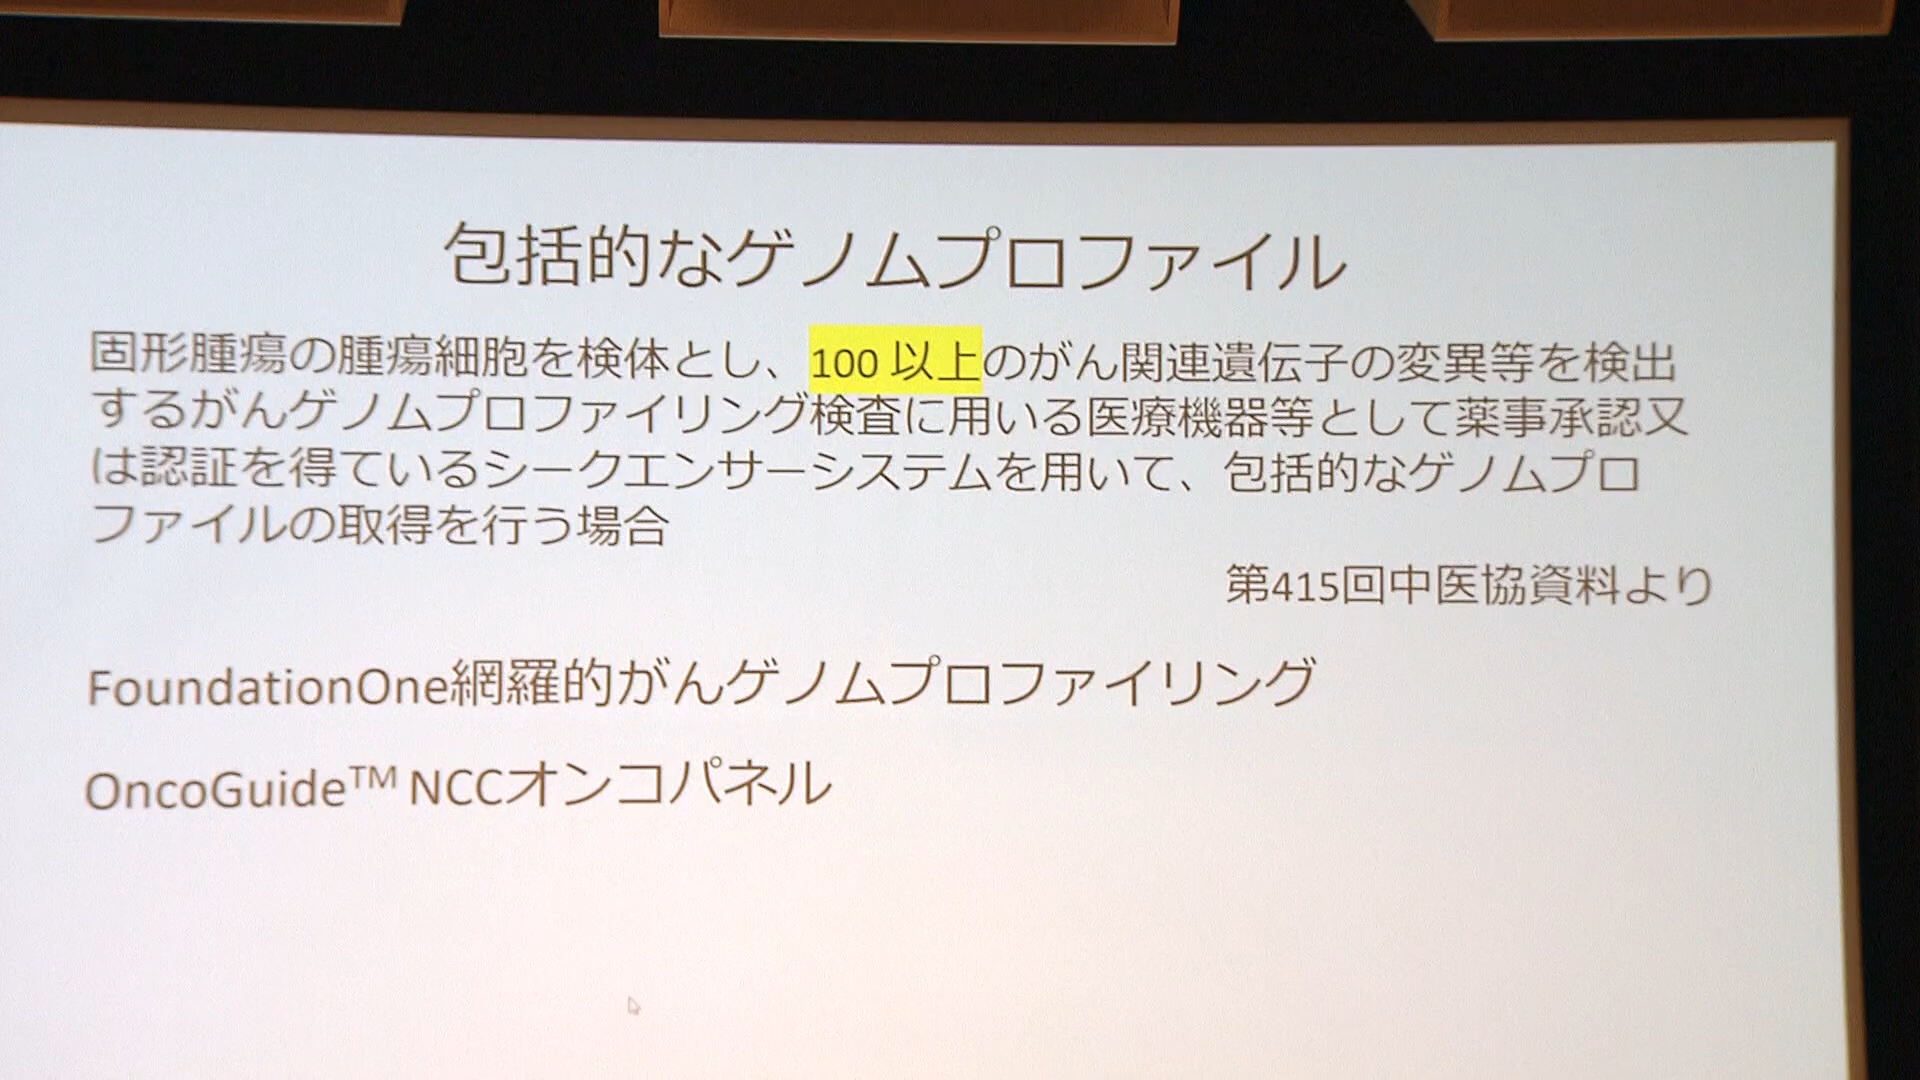 包括的なゲノムプロファイル
固形腫瘍の腫瘍細胞を検体とし、100 以上のがん関連遺伝子の変異等を検出
するがんゲノムプロファイリング検査に用いる医療機器等として薬事承認又
は認証を得ているシークエンサーシステムを用いて、包括的なゲノムプロ
ファイルの取得を行う場合
第415回中医協資料より
FoundationOne網羅的がんゲノムプロファイリング
OncoGuide™ NCCオンコパネル